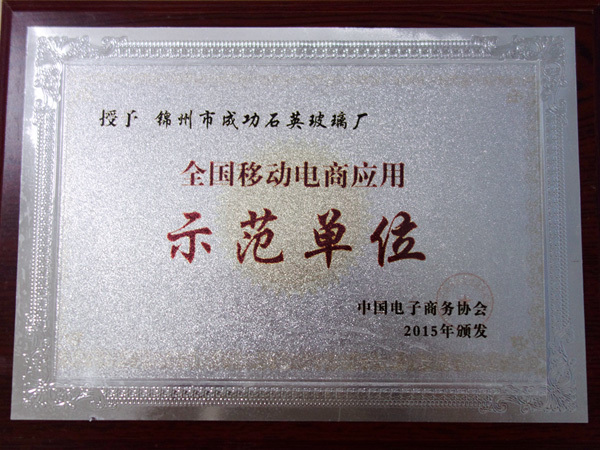 授予 锦州市成功石英玻璃厂
全国移动电商应用
示范单位
中国电子商务协会
2015年颁发